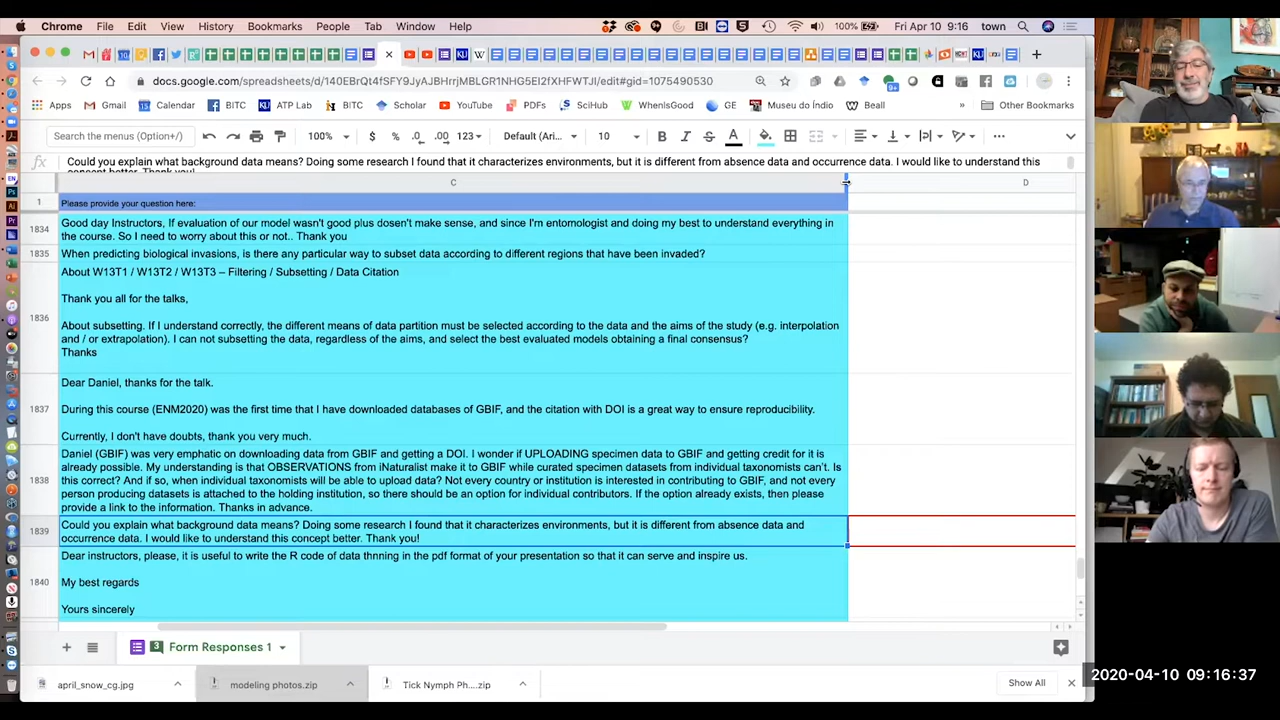 Chrome File Edit View History Bookmarks People Tab Window Help 100% Fri Apr 10 9:16 town
docs.google.com/spreadsheets/d/140EBrQt4fSFY9JyAJBHrrjMBLGR1NHG5EI2fXHFWTJI/edit#gid=1075490530
Apps Gmail Calendar BITC ATP Lab BITC Scholar YouTube PDFs SciHub WhenIsGood GE Museu do Índio Beall » Other Bookmarks
Search the menus (Option+/) 100% $ % .0 .00 123 Default (Ari... 10 B I S A
fx Could you explain what background data means? Doing some research I found that it characterizes environments, but it is different from absence data and occurrence data. I would like to understand this
concept better. Thank you!
C D
1 Please provide your question here:
1834 Good day Instructors, If evaluation of our model wasn't good plus dosen't make sense, and since I'm entomologist and doing my best to understand everything in
the course. So I need to worry about this or not.. Thank you
1835 When predicting biological invasions, is there any particular way to subset data according to different regions that have been invaded?
About W13T1 / W13T2 / W13T3 – Filtering / Subsetting / Data Citation
Thank you all for the talks,
1836
About subsetting. If I understand correctly, the different means of data partition must be selected according to the data and the aims of the study (e.g. interpolation
and / or extrapolation). I can not subsetting the data, regardless of the aims, and select the best evaluated models obtaining a final consensus?
Thanks
Dear Daniel, thanks for the talk.
1837 During this course (ENM2020) was the first time that I have downloaded databases of GBIF, and the citation with DOI is a great way to ensure reproducibility.
Currently, I don't have doubts, thank you very much.
Daniel (GBIF) was very emphatic on downloading data from GBIF and getting a DOI. I wonder if UPLOADING specimen data to GBIF and getting credit for it is
already possible. My understanding is that OBSERVATIONS from iNaturalist make it to GBIF while curated specimen datasets from individual taxonomists can't. Is
1838 this correct? And if so, when individual taxonomists will be able to upload data? Not every country or institution is interested in contributing to GBIF, and not every
person producing datasets is attached to the holding institution, so there should be an option for individual contributors. If the option already exists, then please
provide a link to the information. Thanks in advance.
1839 Could you explain what background data means? Doing some research I found that it characterizes environments, but it is different from absence data and
occurrence data. I would like to understand this concept better. Thank you!
Dear instructors, please, it is useful to write the R code of data thnning in the pdf format of your presentation so that it can serve and inspire us.
1840 My best regards
Yours sincerely
3 Form Responses 1
april_snow_cg.jpg modeling photos.zip Tick Nymph Ph....zip Show All
2020-04-10 09:16:37